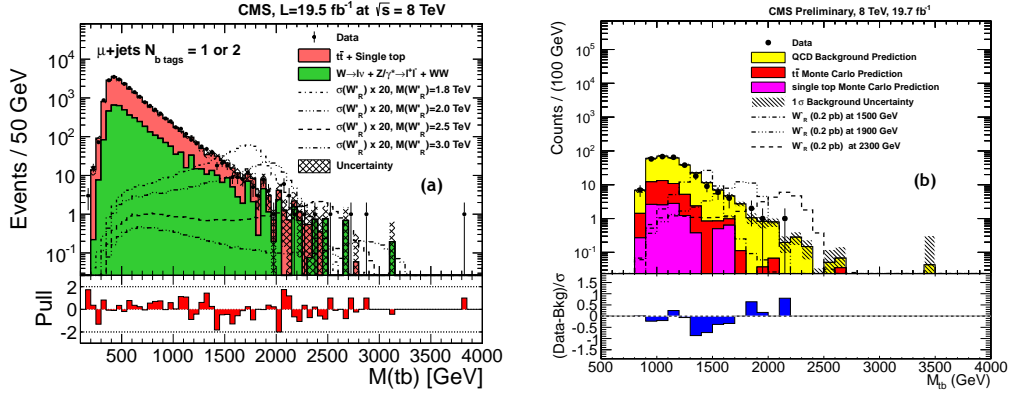 CMS, L=19.5 fb⁻¹ at √s = 8 TeV
μ+jets N_b tags = 1 or 2
Data
tt̄ + Single top
W→lν + Z/γ*→l⁺l⁻ + WW
σ(W'_R) x 20, M(W'_R)=1.8 TeV
σ(W'_R) x 20, M(W'_R)=2.0 TeV
σ(W'_R) x 20, M(W'_R)=2.5 TeV
σ(W'_R) x 20, M(W'_R)=3.0 TeV
Uncertainty
(a)
Events / 50 GeV
10⁴
10³
10²
10
1
10⁻¹
Pull
2
0
-2
500 1000 1500 2000 2500 3000 3500 4000
M(tb) [GeV]
CMS Preliminary, 8 TeV, 19.7 fb⁻¹
Data
QCD Background Prediction
tt̄ Monte Carlo Prediction
single top Monte Carlo Prediction
1 σ Background Uncertainty
W'_R (0.2 pb) at 1500 GeV
W'_R (0.2 pb) at 1900 GeV
W'_R (0.2 pb) at 2300 GeV
(b)
Counts / (100 GeV)
10⁵
10⁴
10³
10²
10
1
10⁻¹
(Data-Bkg)/σ
1.5
1
0.5
0
-0.5
-1
-1.5
500 1000 1500 2000 2500 3000 3500 4000
M_tb (GeV)